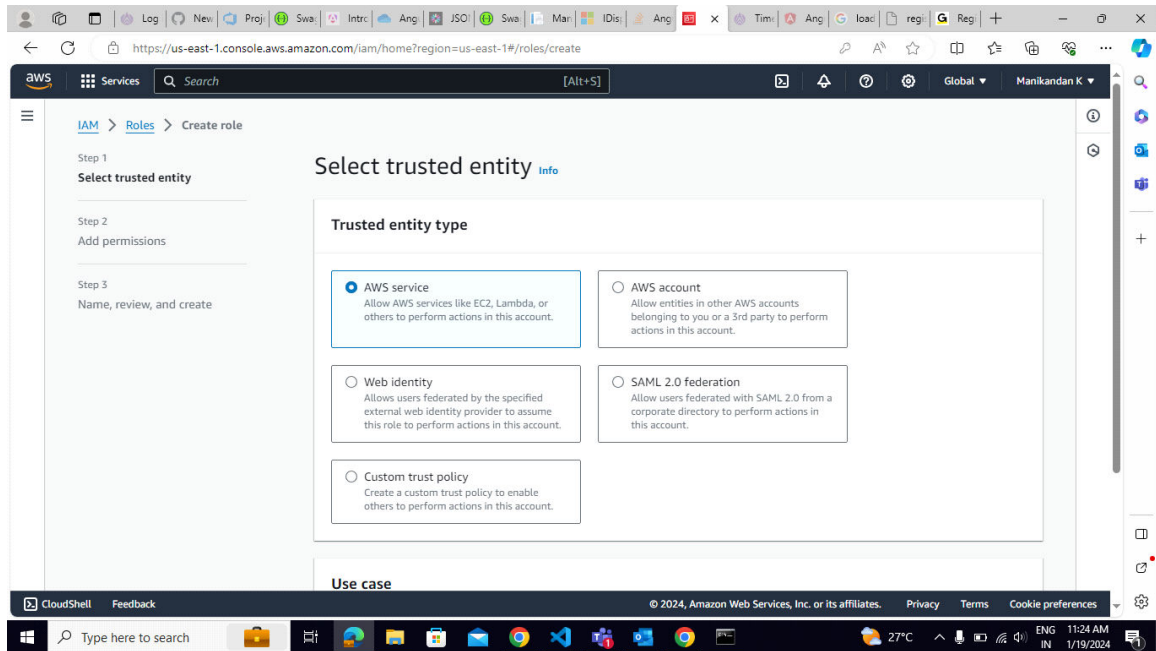 Log
New
Proj
Swa
Intro
Ang
JSO
Swa
Man
IDis
Ang
Time
Ang
load
regi
Regi
https://us-east-1.console.aws.amazon.com/iam/home?region=us-east-1#/roles/create
aws
Services
Search
[Alt+S]
Global
Manikandan K
IAM > Roles > Create role
Step 1
Select trusted entity
Step 2
Add permissions
Step 3
Name, review, and create
Select trusted entity Info
Trusted entity type
AWS service
Allow AWS services like EC2, Lambda, or
others to perform actions in this account.
AWS account
Allow entities in other AWS accounts
belonging to you or a 3rd party to perform
actions in this account.
Web identity
Allows users federated by the specified
external web identity provider to assume
this role to perform actions in this account.
SAML 2.0 federation
Allow users federated with SAML 2.0 from a
corporate directory to perform actions in
this account.
Custom trust policy
Create a custom trust policy to enable
others to perform actions in this account.
Use case
CloudShell
Feedback
© 2024, Amazon Web Services, Inc. or its affiliates.
Privacy
Terms
Cookie preferences
Type here to search
27°C
ENG
IN
11:24 AM
1/19/2024